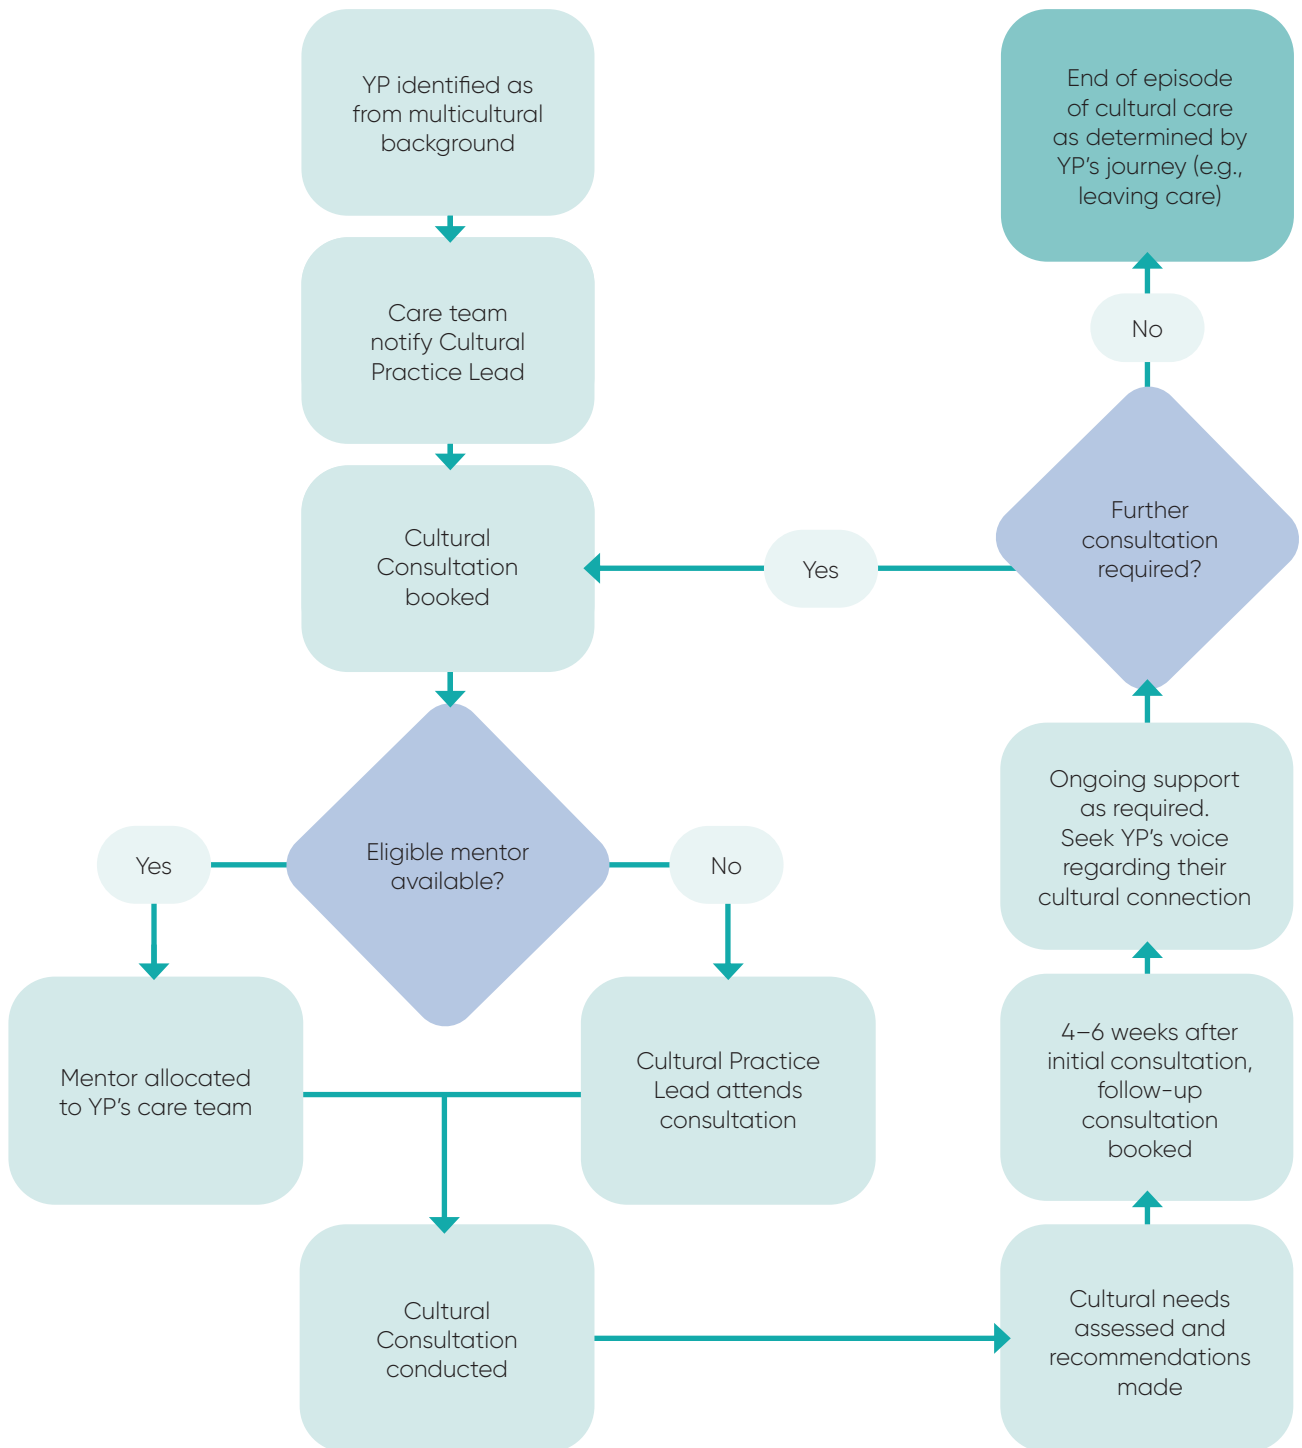 YP identified as
from multicultural
background
Care team
notify Cultural
Practice Lead
Cultural
Consultation
booked
Eligible mentor
available?
Yes
No
Mentor allocated
to YP's care team
Cultural Practice
Lead attends
consultation
Cultural
Consultation
conducted
Cultural needs
assessed and
recommendations
made
4–6 weeks after
initial consultation,
follow-up
consultation
booked
Ongoing support
as required.
Seek YP's voice
regarding their
cultural connection
Further
consultation
required?
Yes
No
End of episode
of cultural care
as determined by
YP's journey (e.g.,
leaving care)